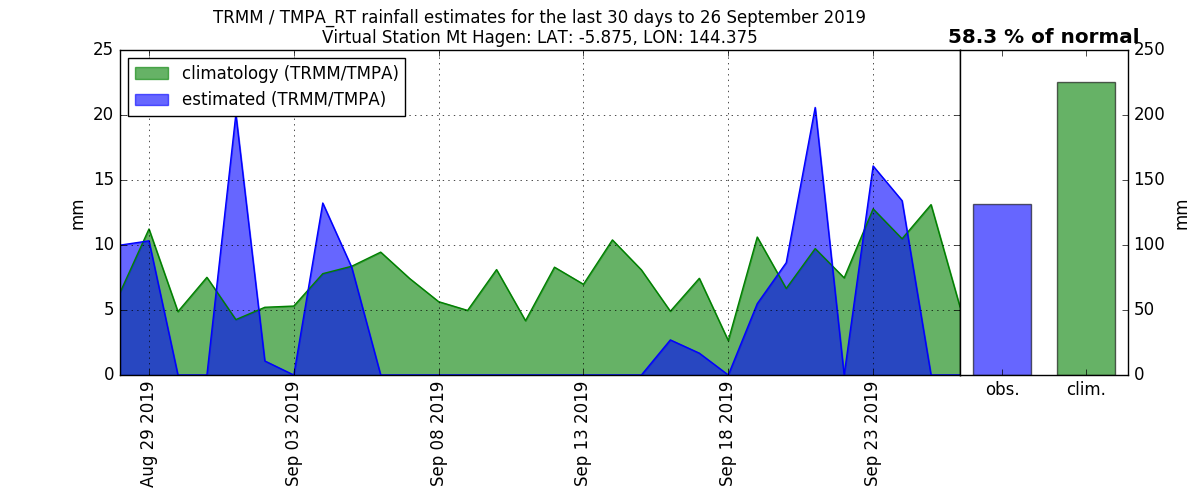 TRMM / TMPA_RT rainfall estimates for the last 30 days to 26 September 2019
Virtual Station Mt Hagen: LAT: -5.875, LON: 144.375
58.3 % of normal
climatology (TRMM/TMPA)
estimated (TRMM/TMPA)
25
20
15
10
5
0
mm
250
200
150
100
50
0
mm
Aug 29 2019
Sep 03 2019
Sep 08 2019
Sep 13 2019
Sep 18 2019
Sep 23 2019
obs.
clim.